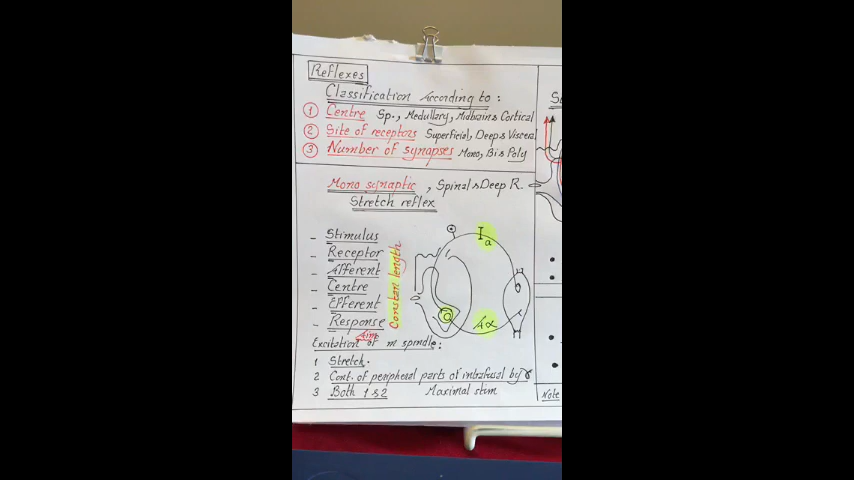 Reflexes
Classification According to :
① Centre Sp., Medullary, Midbrain & Cortical
② Site of receptors Superficial, Deep & Visceral
③ Number of synapses Mono, Bi & Poly
Mono synaptic , Spinal & Deep R.
Stretch reflex
- Stimulus
- Receptor
- Afferent
- Centre
- Efferent
- Response
Constan length
Aim
Ia
Aα
Excitation of m spindle:
1 Stretch.
2 Cont. of peripheral parts of intrafusal by γ
3 Both 1 & 2 Maximal stim
Note